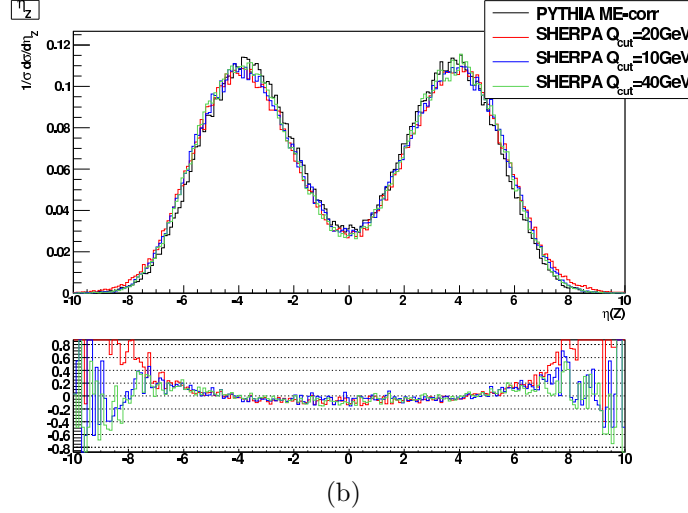 η_Z
PYTHIA ME-corr
SHERPA Q_cut=20GeV
SHERPA Q_cut=10GeV
SHERPA Q_cut=40GeV
1/σ dσ/dη_Z
0.12
0.1
0.08
0.06
0.04
0.02
0
-10 -8 -6 -4 -2 0 2 4 6 8 10
η(Z)
0.8
0.6
0.4
0.2
0
-0.2
-0.4
-0.6
-0.8
-10 -8 -6 -4 -2 0 2 4 6 8 10
(b)